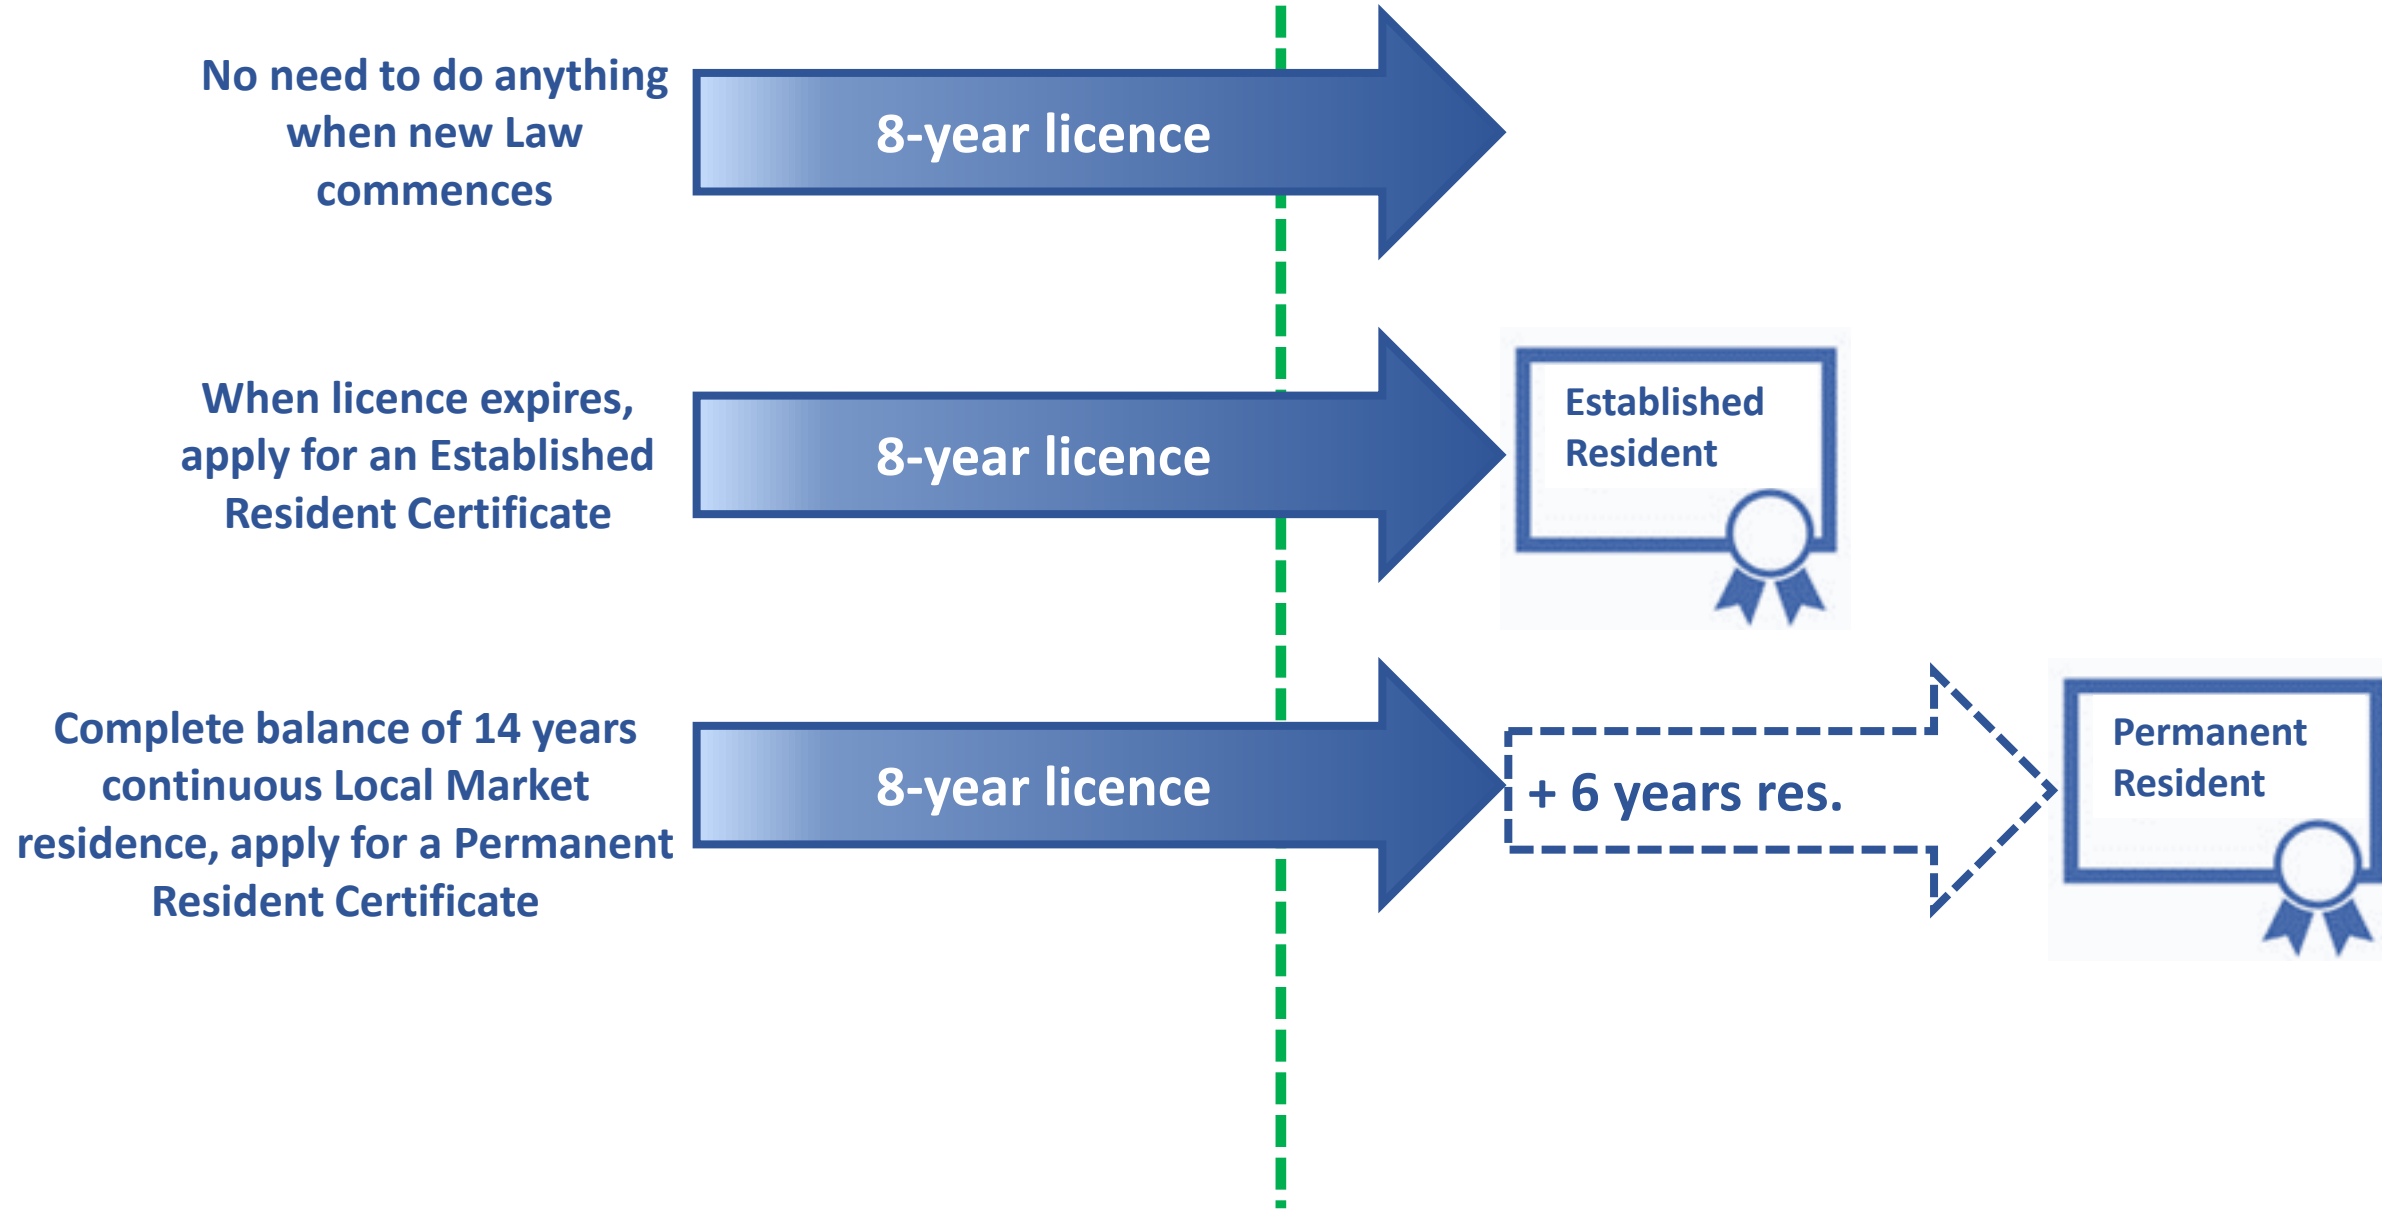 No need to do anything
when new Law
commences
8-year licence
When licence expires,
apply for an Established
Resident Certificate
8-year licence
Established
Resident
Complete balance of 14 years
continuous Local Market
residence, apply for a Permanent
Resident Certificate
8-year licence
+ 6 years res.
Permanent
Resident